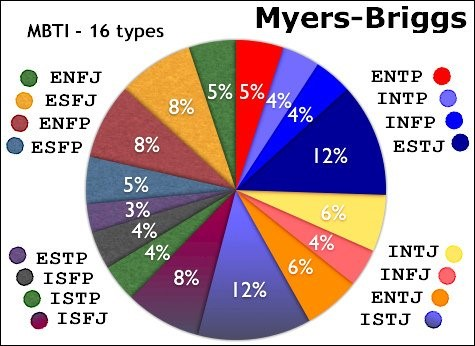 Myers-Briggs
MBTI - 16 types
ENFJ
ESFJ
ENFP
ESFP
ENTP
INTP
INFP
ESTJ
5%
5%
4%
4%
12%
6%
4%
6%
12%
8%
4%
4%
3%
5%
8%
8%
ESTP
ISFP
ISTP
ISFJ
INTJ
INFJ
ENTJ
ISTJ